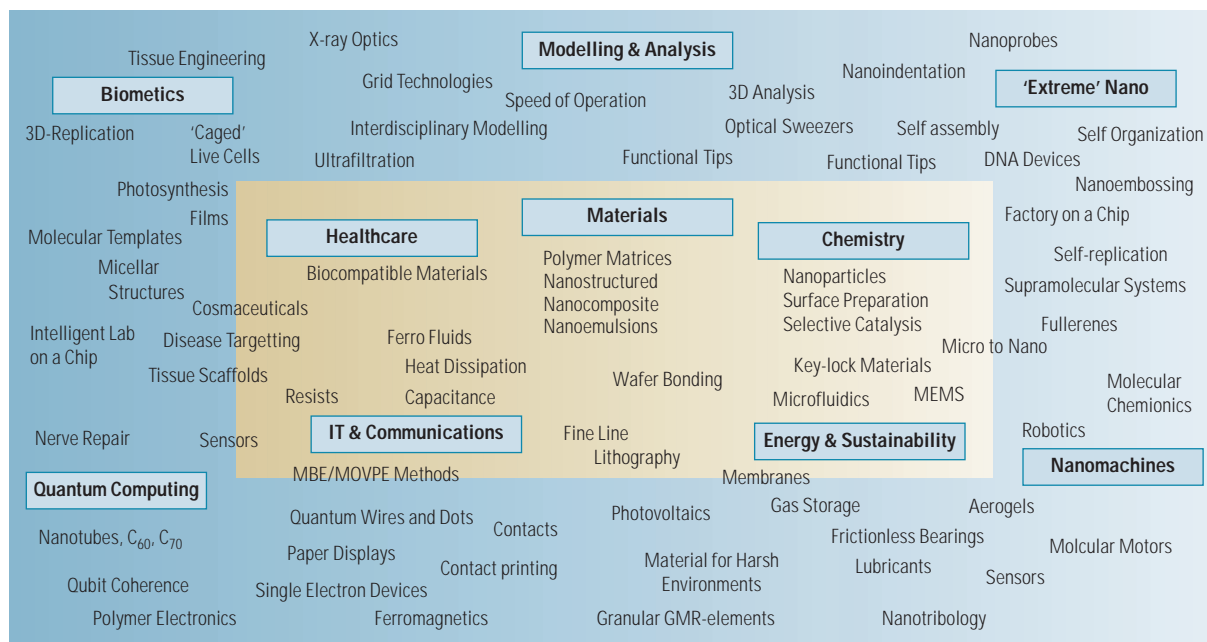 X-ray Optics
Modelling & Analysis
Nanoprobes
Tissue Engineering
Grid Technologies
Nanoindentation
Biometics
Speed of Operation
3D Analysis
'Extreme' Nano
3D-Replication
'Caged'
Live Cells
Interdisciplinary Modelling
Optical Sweezers
Self assembly
Self Organization
Ultrafiltration
Functional Tips
Functional Tips
DNA Devices
Photosynthesis
Nanoembossing
Films
Materials
Factory on a Chip
Molecular Templates
Healthcare
Chemistry
Self-replication
Micellar
Structures
Biocompatible Materials
Polymer Matrices
Nanostructured
Nanocomposite
Nanoemulsions
Nanoparticles
Surface Preparation
Selective Catalysis
Supramolecular Systems
Cosmaceuticals
Fullerenes
Intelligent Lab
on a Chip
Disease Targetting
Ferro Fluids
Micro to Nano
Tissue Scaffolds
Heat Dissipation
Wafer Bonding
Key-lock Materials
Molecular
Chemionics
Resists
Capacitance
Microfluidics
MEMS
Nerve Repair
Sensors
IT & Communications
Fine Line
Lithography
Energy & Sustainability
Robotics
Nanomachines
Quantum Computing
MBE/MOVPE Methods
Membranes
Quantum Wires and Dots
Contacts
Photovoltaics
Gas Storage
Aerogels
Nanotubes, C₆₀, C₇₀
Paper Displays
Contact printing
Material for Harsh
Environments
Frictionless Bearings
Lubricants
Molcular Motors
Qubit Coherence
Single Electron Devices
Sensors
Polymer Electronics
Ferromagnetics
Granular GMR-elements
Nanotribology